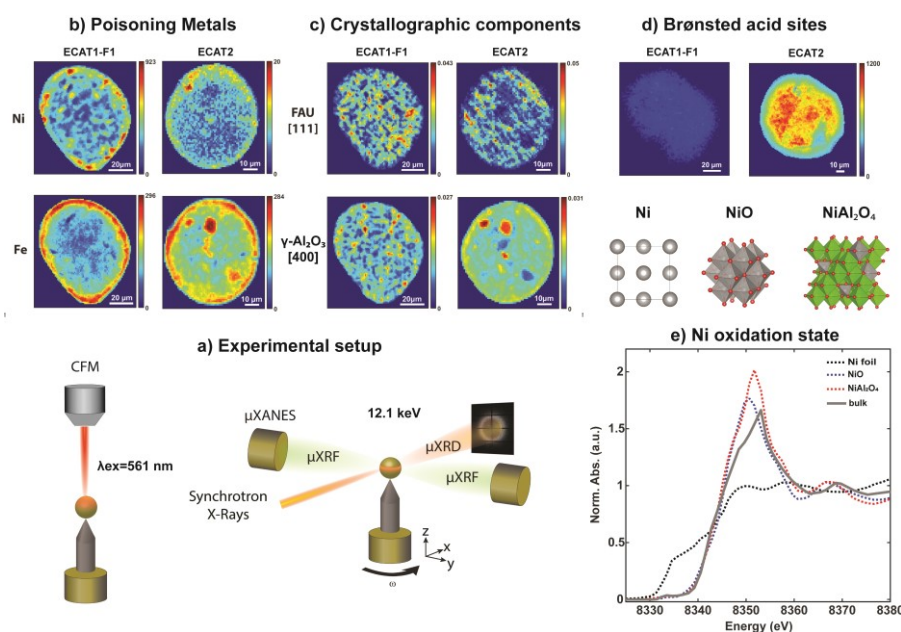 b) Poisoning Metals
c) Crystallographic components
d) Brønsted acid sites
ECAT1-F1
ECAT2
ECAT1-F1
ECAT2
ECAT1-F1
ECAT2
923
20
0.043
0.05
1200
Ni
FAU
[111]
20µm
10 µm
20µm
10 µm
20 µm
10 µm
0
0
0
0
0
Ni
NiO
NiAl₂O₄
296
284
0.027
0.031
Fe
γ-Al₂O₃
[400]
20µm
10 µm
20µm
10µm
0
0
0
0
a) Experimental setup
e) Ni oxidation state
CFM
λex=561 nm
12.1 keV
µXANES
µXRF
µXRD
µXRF
Synchrotron
X-Rays
z
x
y
ω
Ni foil
NiO
NiAl₂O₄
bulk
Norm. Abs. (a.u.)
2
1.5
1
0.5
0
8330
8340
8350
8360
8370
8380
Energy (eV)